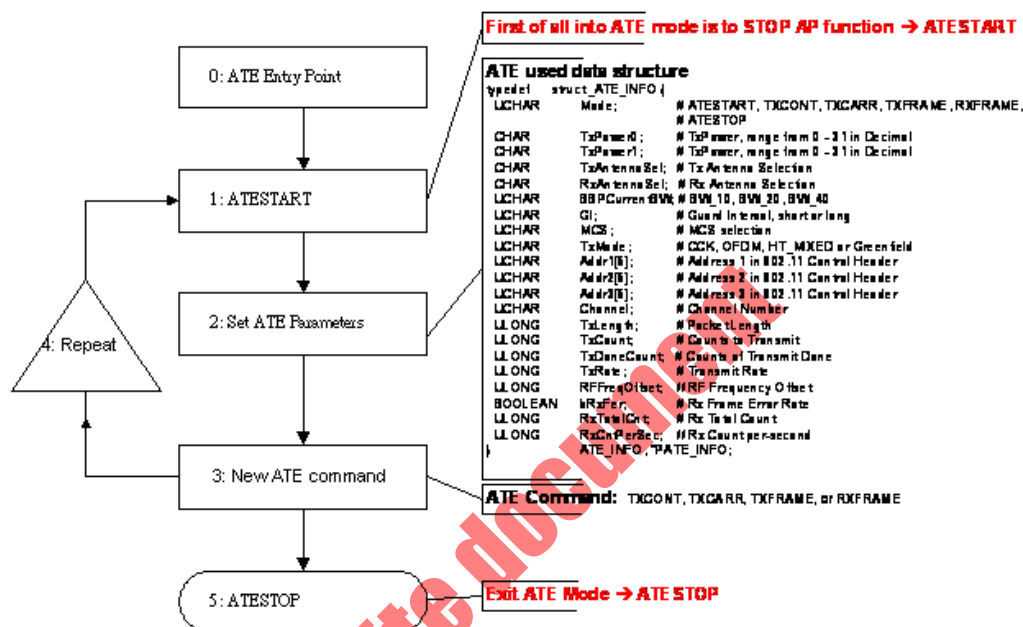 First of all into ATE mode is to STOP AP function → ATESTART
0: ATE Entry Point
ATE used data structure
typedef struct_ATE_INFO {
UCHAR Mode; # ATESTART, TXCONT, TXCARR, TXFRAME, RXFRAME,
# ATESTOP
CHAR TxPower0; # TxPower, range from 0 ~ 31 in Decimal
CHAR TxPower1; # TxPower, range from 0 ~ 31 in Decimal
CHAR TxAntennaSel; # Tx Antenna Selection
CHAR RxAntennaSel; # Rx Antenna Selection
UCHAR BBPCurrentBW; # BW_10, BW_20, BW_40
UCHAR GI; # Guard Interval, short or long
UCHAR MCS; # MCS selection
UCHAR TxMode; # CCK, OFDM, HT_MIXED or Greenfield
UCHAR Addr1[6]; # Address 1 in 802.11 Control Header
UCHAR Addr2[6]; # Address 2 in 802.11 Control Header
UCHAR Addr3[6]; # Address 3 in 802.11 Control Header
UCHAR Channel; # Channel Number
ULONG TxLength; # Packet Length
ULONG TxCount; # Counts to Transmit
ULONG TxDoneCount; # Counts of Transmit Done
ULONG TxRate; # Transmit Rate
ULONG RFFreqOffset; # RF Frequency Offset
BOOLEAN bRxFer; # Rx Frame Error Rate
ULONG RxTotalCnt; # Rx Total Count
ULONG RxCntPerSec; # Rx Count per-second
} ATE_INFO, *PATE_INFO;
1: ATESTART
2: Set ATE Parameters
4: Repeat
3: New ATE command
ATE Command: TXCONT, TXCARR, TXFRAME, or RXFRAME
5: ATESTOP
Exit ATE Mode → ATESTOP
document